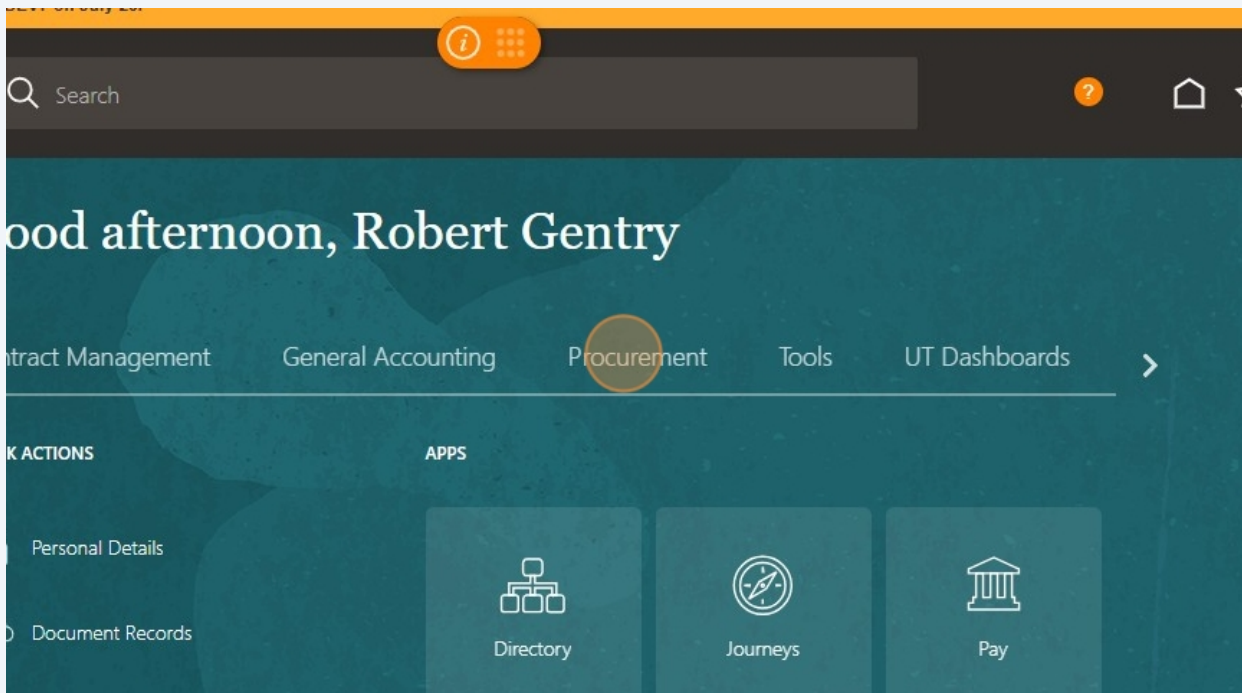 Search
?
ood afternoon, Robert Gentry
ntract Management General Accounting Procurement Tools UT Dashboards
K ACTIONS
APPS
Personal Details
Document Records
Directory Journeys Pay